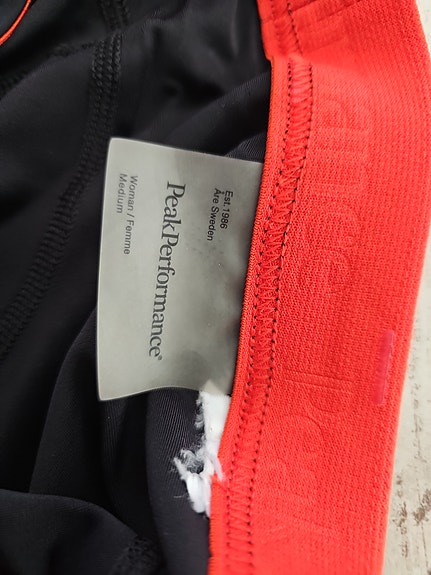 Est.1986
Åre Sweden
PeakPerformance®
Woman / Femme
Medium